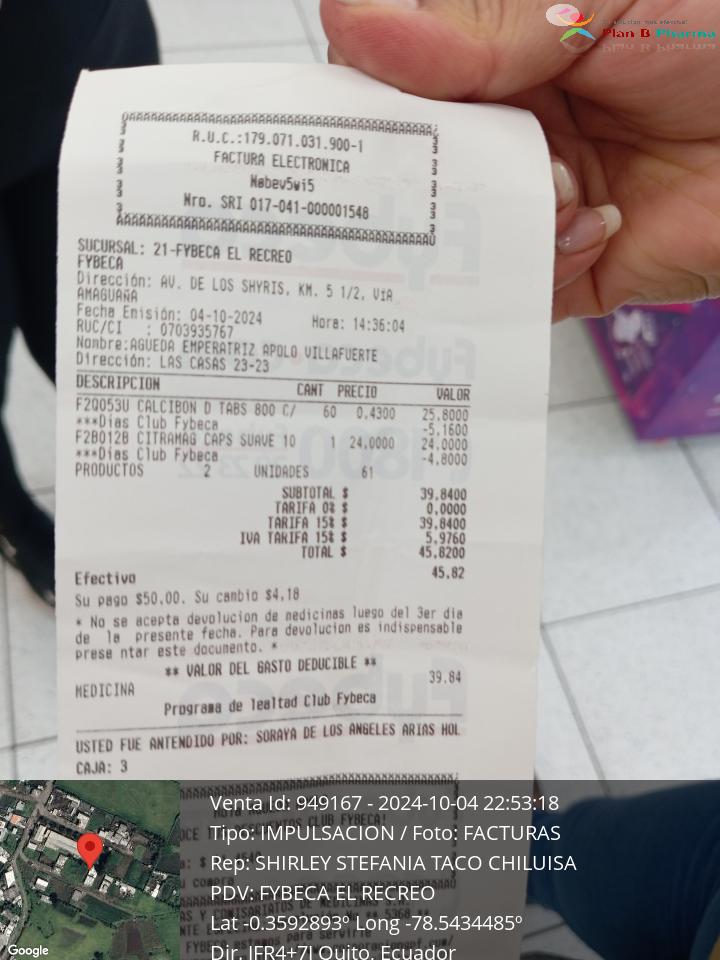 Plan B Pharma
R.U.C.:179.071.031.900-1
FACTURA ELECTRONICA
Mabev5wi5
Nro. SRI 017-041-000001548
SUCURSAL: 21-FYBECA EL RECREO
FYBECA
Dirección: AV. DE LOS SHYRIS, KM. 5 1/2, VíA
AMAGUAÑA
Fecha Emisión: 04-10-2024 Hora: 14:36:04
RUC/CI : 0703935767
Nombre:AGUEDA EMPERATRIZ APOLO VILLAFUERTE
Dirección: LAS CASAS 23-23
DESCRIPCION CANT PRECIO VALOR
F20053U CALCIBON D TABS 800 C/ 60 0,4300 25,8000
***Dias Club Fybeca -5,1600
F2B012B CITRAMAG CAPS SUAVE 10 1 24,0000 24,0000
***Dias Club Fybeca -4,8000
PRODUCTOS 2 UNIDADES 61
SUBTOTAL $ 39,8400
TARIFA 0% $ 0,0000
TARIFA 15% $ 39,8400
IVA TARIFA 15% $ 5,9760
TOTAL $ 45,8200
Efectivo 45,82
Su pago $50,00. Su cambio $4,18
* No se acepta devolucion de medicinas luego del 3er dia
de la presente fecha. Para devolucion es indispensable
prese ntar este documento. *
** VALOR DEL GASTO DEDUCIBLE **
MEDICINA 39.84
Programa de lealtad Club Fybeca
USTED FUE ANTENDIDO POR: SORAYA DE LOS ANGELES ARIAS HOL
CAJA: 3
Venta Id: 949167 - 2024-10-04 22:53:18
Tipo: IMPULSACION / Foto: FACTURAS
Rep: SHIRLEY STEFANIA TACO CHILUISA
PDV: FYBECA EL RECREO
Lat -0.3592893º Long -78.5434485º
Dir. JFR4+7J Quito, Ecuador
Google